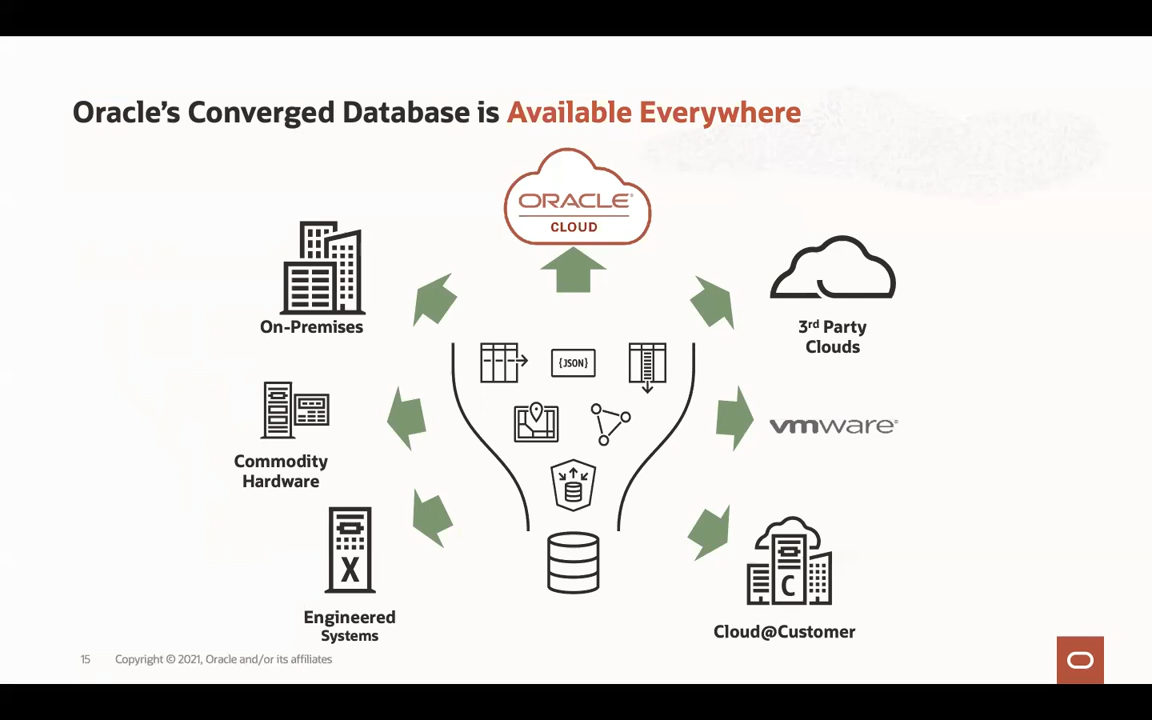 Oracle's Converged Database is Available Everywhere
ORACLE®
CLOUD
On-Premises
3rd Party
Clouds
{JSON}
vmware®
Commodity
Hardware
X
C
Engineered
Systems
Cloud@Customer
15 Copyright © 2021, Oracle and/or its affiliates